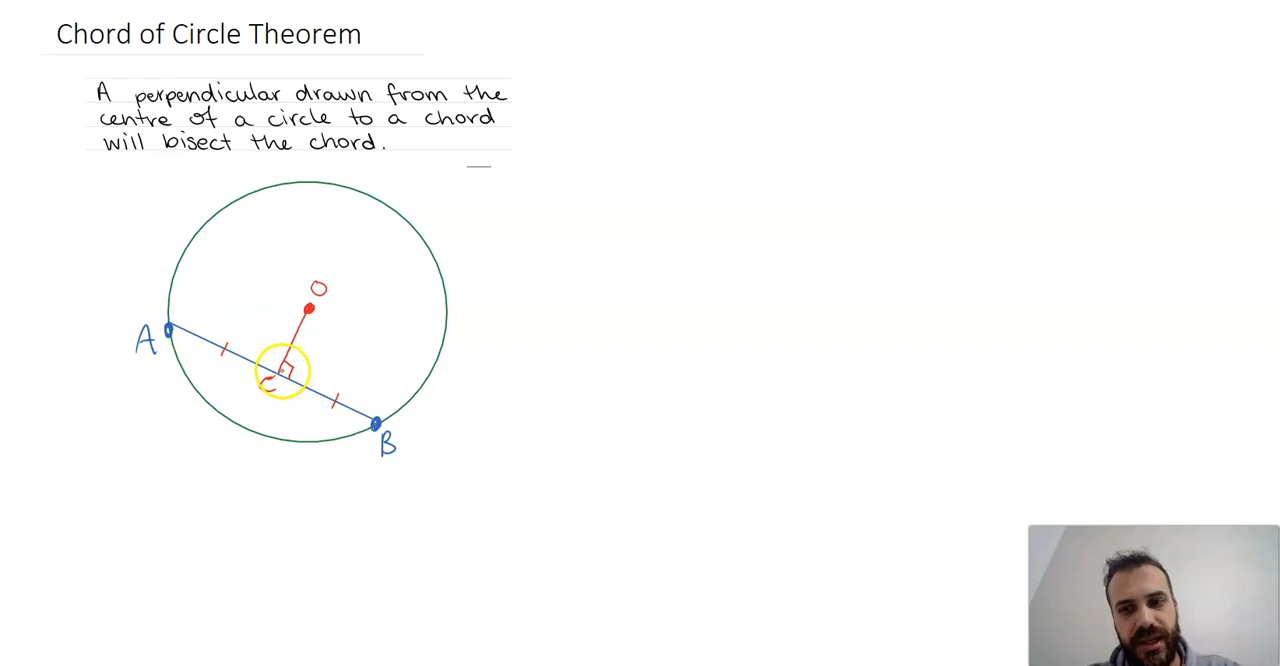 Chord of Circle Theorem
A perpendicular drawn from the
centre of a circle to a chord
will bisect the chord.
O
A
C
B